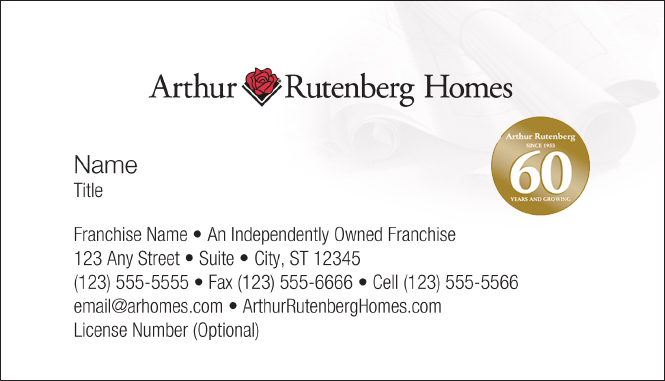 Arthur Rutenberg Homes
Arthur Rutenberg
SINCE 1953
60
YEARS AND GROWING
Name
Title
Franchise Name • An Independently Owned Franchise
123 Any Street • Suite • City, ST 12345
(123) 555-5555 • Fax (123) 555-6666 • Cell (123) 555-5566
email@arhomes.com • ArthurRutenbergHomes.com
License Number (Optional)